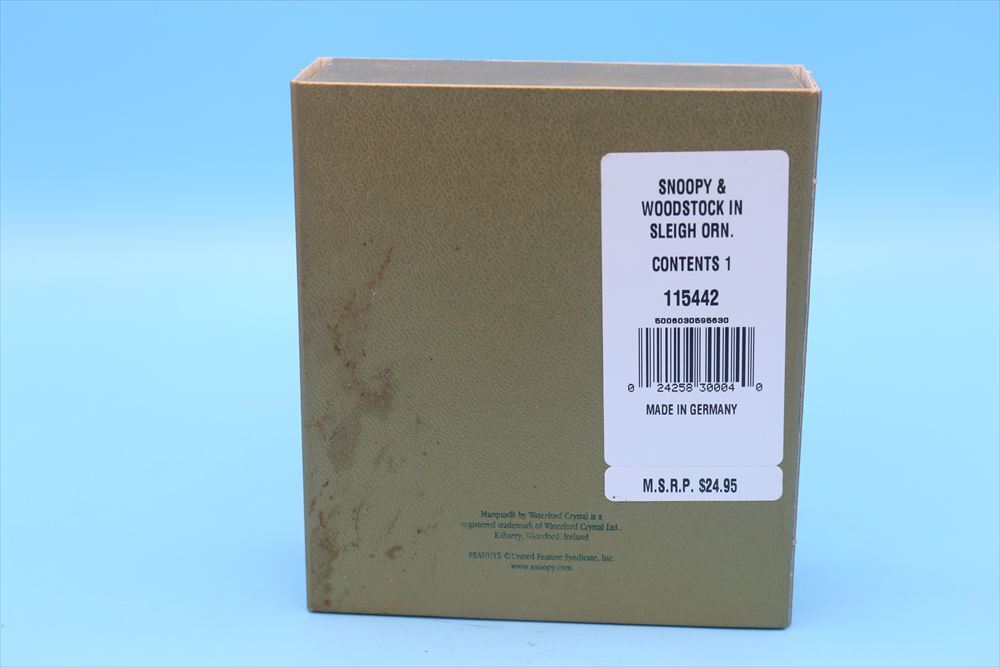 SNOOPY &
WOODSTOCK IN
SLEIGH ORN.
CONTENTS 1
115442
5006030595630
0 24258 30004 0
MADE IN GERMANY
M.S.R.P. $24.95
Marquis® by Waterford Crystal is a
registered trademark of Waterford Crystal Ltd.
Kilbarry, Waterford, Ireland
PEANUTS ©United Feature Syndicate, Inc.
www.snoopy.com